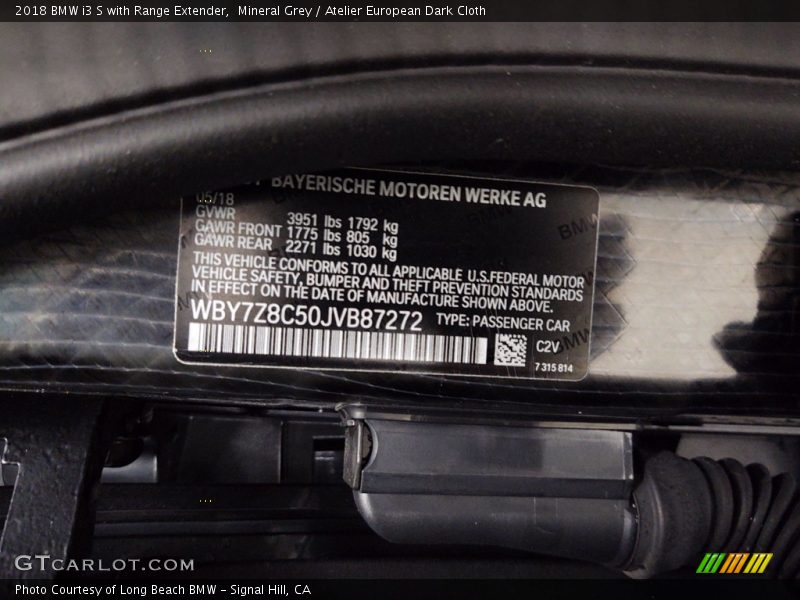 2018 BMW i3 S with Range Extender,  Mineral Grey / Atelier European Dark Cloth
BAYERISCHE MOTOREN WERKE AG
05/18
GVWR 3951 lbs 1792 kg
GAWR FRONT 1775 lbs 805 kg
GAWR REAR 2271 lbs 1030 kg
THIS VEHICLE CONFORMS TO ALL APPLICABLE U.S.FEDERAL MOTOR
VEHICLE SAFETY, BUMPER AND THEFT PREVENTION STANDARDS
IN EFFECT ON THE DATE OF MANUFACTURE SHOWN ABOVE.
WBY7Z8C50JVB87272 TYPE: PASSENGER CAR
C2V
7 315 814
GTCARLOT.COM
Photo Courtesy of Long Beach BMW - Signal Hill, CA